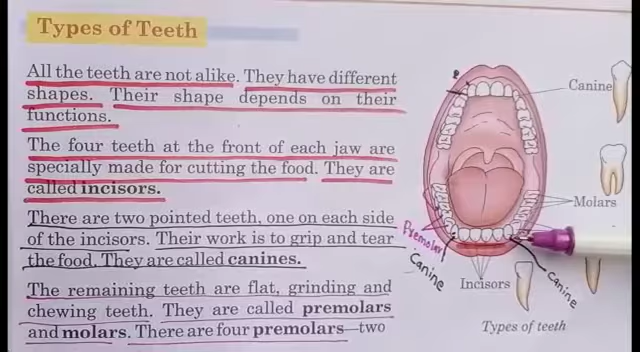 Types of Teeth
All the teeth are not alike. They have different
shapes. Their shape depends on their
functions.
The four teeth at the front of each jaw are
specially made for cutting the food. They are
called incisors.
There are two pointed teeth, one on each side
of the incisors. Their work is to grip and tear
the food. They are called canines.
The remaining teeth are flat, grinding and
chewing teeth. They are called premolars
and molars. There are four premolars—two
Canine
Molars
Premolar
Canine
Incisors
Canine
Types of teeth